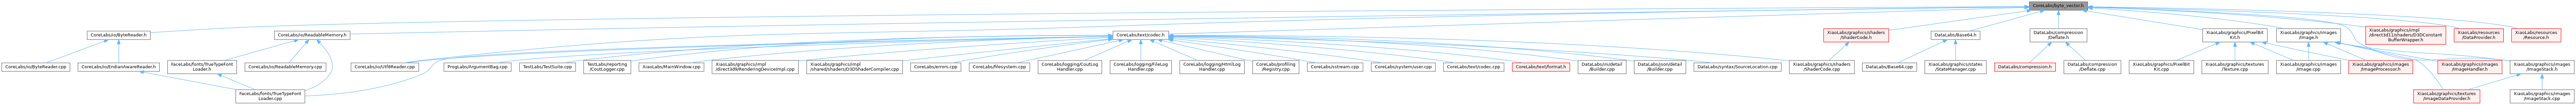 CoreLabs/byte_vector.h
CoreLabs/io/ByteReader.h
CoreLabs/io/ReadableMemory.h
CoreLabs/text/codec.h
XiaoLabs/graphics/shaders
/ShaderCode.h
DataLabs/Base64.h
DataLabs/compression
/Deflate.h
XiaoLabs/graphics/PixelBit
Kit.h
XiaoLabs/graphics/images
/Image.h
XiaoLabs/graphics/impl
/direct3d11/shaders/D3DConstant
BufferWrapper.h
XiaoLabs/resources
/DataProvider.h
XiaoLabs/resources
/Resource.h
CoreLabs/io/ByteReader.cpp
CoreLabs/io/EndianAwareReader.h
FaceLabs/fonts/TrueTypeFont
Loader.h
CoreLabs/io/ReadableMemory.cpp
CoreLabs/io/Utf8Reader.cpp
ProgLabs/ArgumentBag.cpp
TestLabs/TestSuite.cpp
TestLabs/reporting
/CoutLogger.cpp
XiaoLabs/MainWindow.cpp
XiaoLabs/graphics/impl
/direct3d9/RenderingDeviceImpl.cpp
XiaoLabs/graphics/impl
/shared/shaders/D3DShaderCompiler.cpp
CoreLabs/errors.cpp
CoreLabs/filesystem.cpp
CoreLabs/logging/CoutLog
Handler.cpp
CoreLabs/logging/FileLog
Handler.cpp
CoreLabs/logging/HtmlLog
Handler.cpp
CoreLabs/profiling
/Registry.cpp
CoreLabs/sstream.cpp
CoreLabs/system/user.cpp
CoreLabs/text/codec.cpp
CoreLabs/text/format.h
DataLabs/ini/detail
/Builder.cpp
DataLabs/json/detail
/Builder.cpp
DataLabs/syntax/SourceLocation.cpp
XiaoLabs/graphics/shaders
/ShaderCode.cpp
DataLabs/Base64.cpp
XiaoLabs/graphics/states
/StateManager.cpp
DataLabs/compression.h
DataLabs/compression
/Deflate.cpp
XiaoLabs/graphics/PixelBit
Kit.cpp
XiaoLabs/graphics/textures
/Texture.cpp
XiaoLabs/graphics/images
/Image.cpp
XiaoLabs/graphics/images
/ImageProcessor.h
XiaoLabs/graphics/images
/ImageHandler.h
XiaoLabs/graphics/images
/ImageStack.h
FaceLabs/fonts/TrueTypeFont
Loader.cpp
XiaoLabs/graphics/textures
/ImageDataProvider.h
XiaoLabs/graphics/images
/ImageStack.cpp